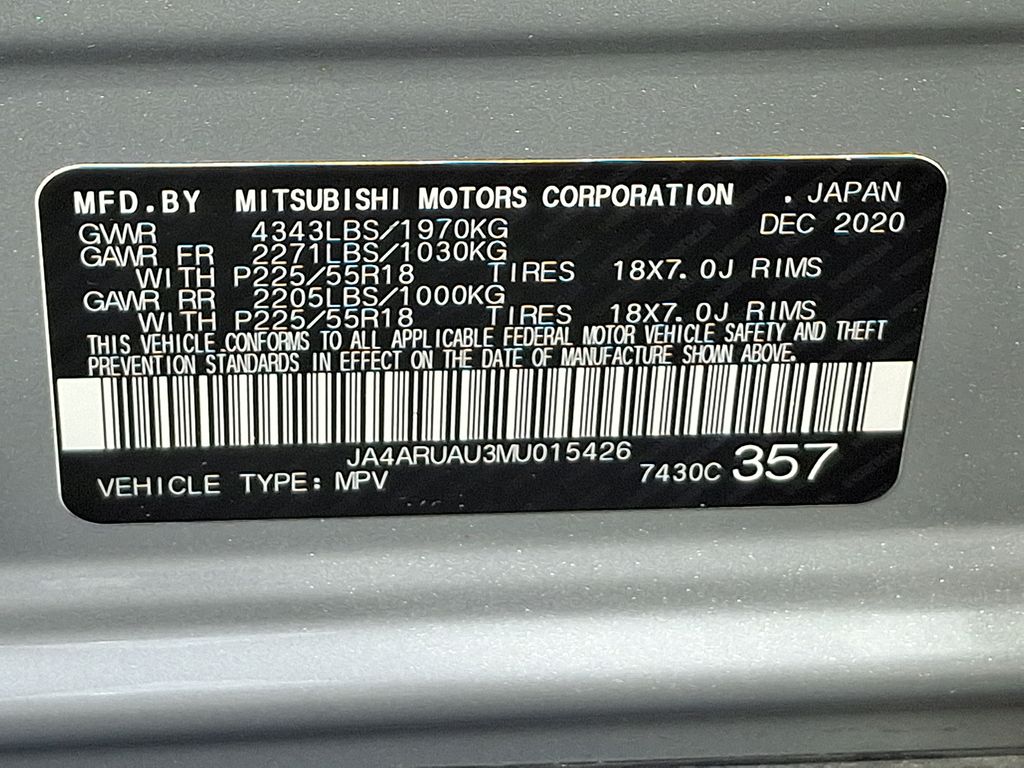 MFD.BY MITSUBISHI MOTORS CORPORATION . JAPAN
GVWR 4343LBS/1970KG DEC 2020
GAWR FR 2271LBS/1030KG
WITH P225/55R18 TIRES 18X7.0J RIMS
GAWR RR 2205LBS/1000KG
WITH P225/55R18 TIRES 18X7.0J RIMS
THIS VEHICLE CONFORMS TO ALL APPLICABLE FEDERAL MOTOR VEHICLE SAFETY AND THEFT
PREVENTION STANDARDS IN EFFECT ON THE DATE OF MANUFACTURE SHOWN ABOVE.
JA4ARUAU3MU015426
VEHICLE TYPE: MPV 7430C 357